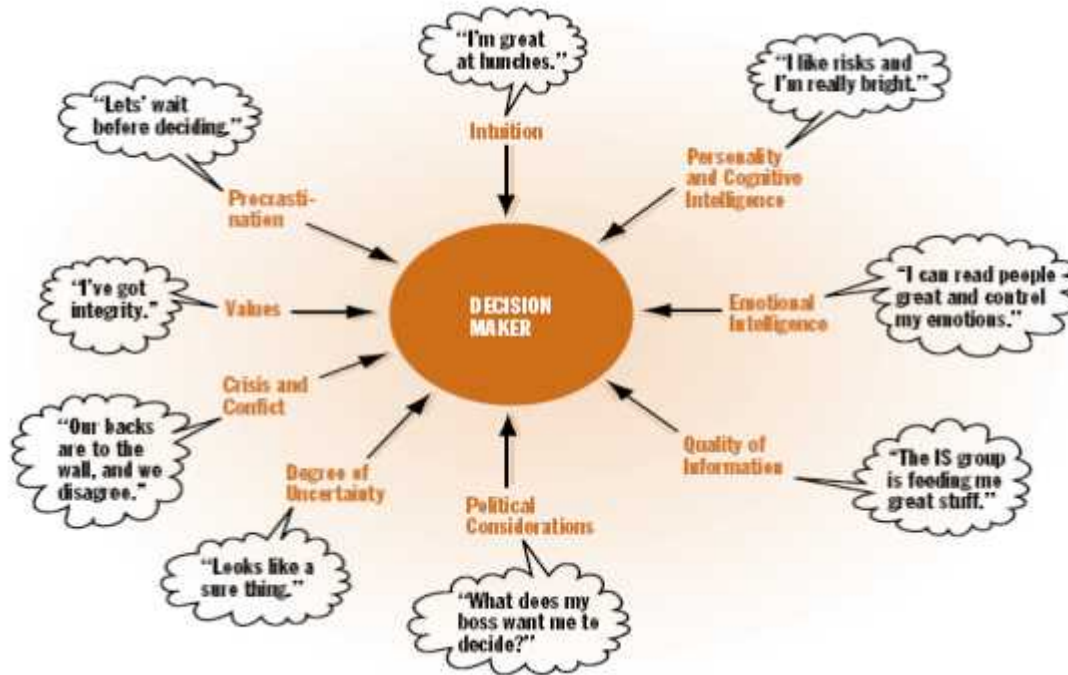 “I’m great
at hunches.”
Intuition
“I like risks and
I’m really bright.”
Personality
and Cognitive
Intelligence
“I can read people
great and control
my emotions.”
Emotional
Intelligence
“The IS group
is feeding me
great stuff.”
Quality of
Information
“What does my
boss want me to
decide?”
Political
Considerations
“Looks like a
sure thing.”
Degree of
Uncertainty
“Our backs
are to the
wall, and we
disagree.”
Crisis and
Confict
“I’ve got
integrity.”
Values
“Lets’ wait
before deciding.”
Procrasti-
nation
DECISION
MAKER